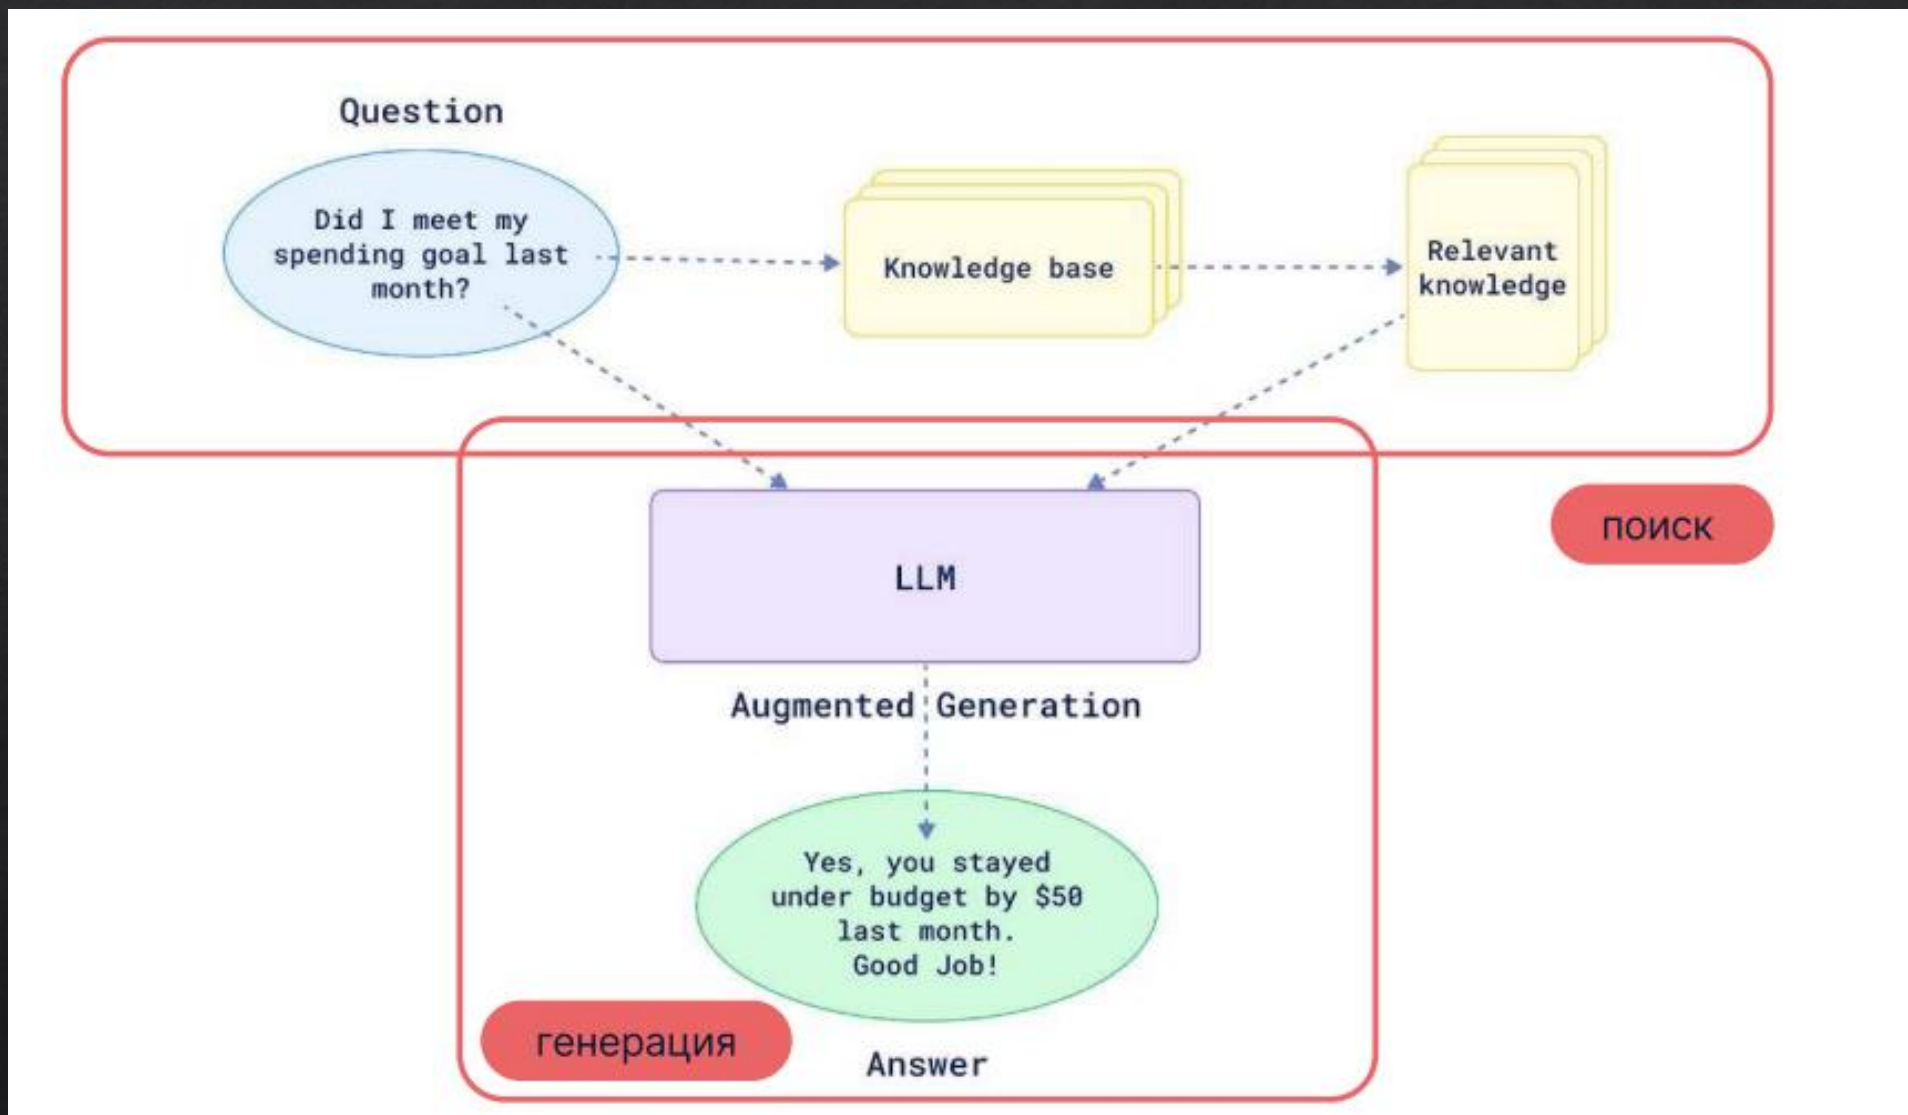 Question
Did I meet my
spending goal last
month?
Knowledge base
Relevant
knowledge
поиск
LLM
Augmented Generation
Yes, you stayed
under budget by $50
last month.
Good Job!
генерация
Answer